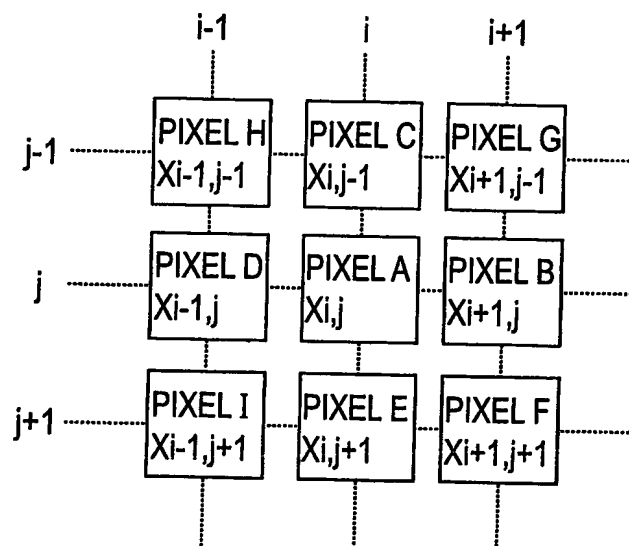 i-1
i
i+1
j-1
PIXEL H
Xi-1,j-1
PIXEL C
Xi,j-1
PIXEL G
Xi+1,j-1
j
PIXEL D
Xi-1,j
PIXEL A
Xi,j
PIXEL B
Xi+1,j
j+1
PIXEL I
Xi-1,j+1
PIXEL E
Xi,j+1
PIXEL F
Xi+1,j+1